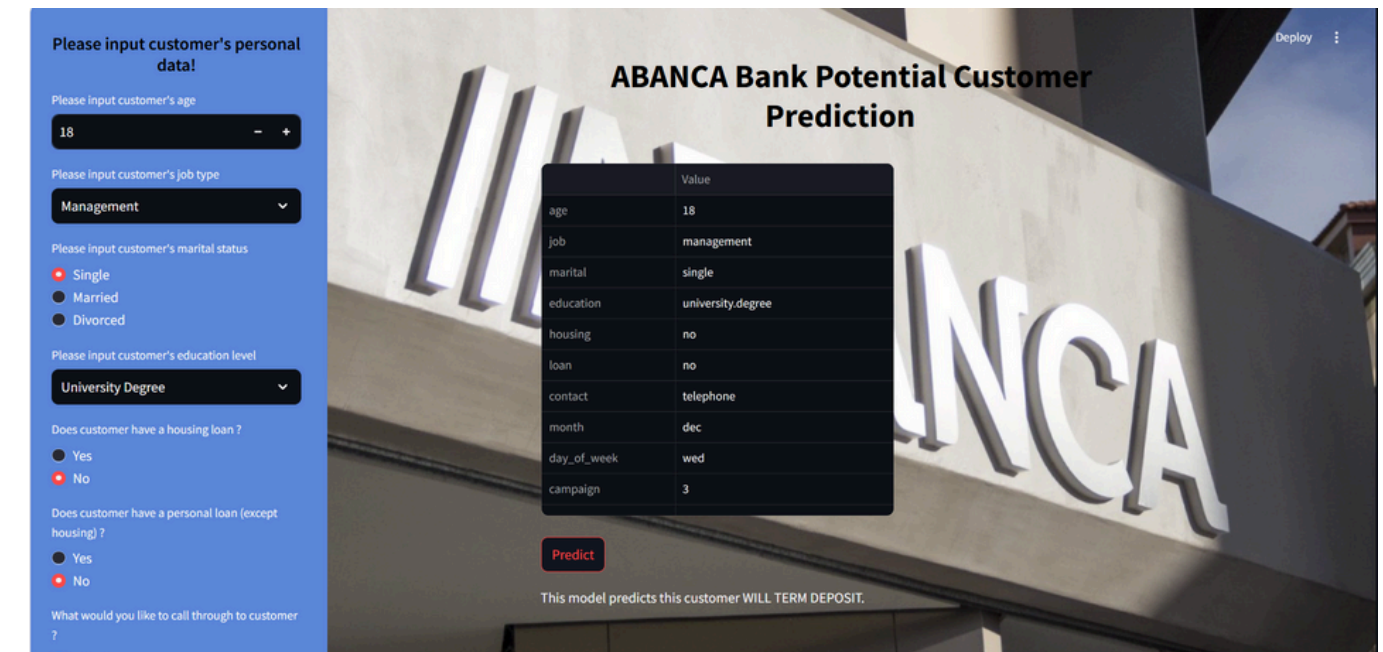 Please input customer's personal
data!
Please input customer's age
18 - +
Please input customer's job type
Management
Please input customer's marital status
Single
Married
Divorced
Please input customer's education level
University Degree
Does customer have a housing loan ?
Yes
No
Does customer have a personal loan (except
housing) ?
Yes
No
What would you like to call through to customer
?
Deploy
ABANCA Bank Potential Customer
Prediction
Value
age 18
job management
marital single
education university.degree
housing no
loan no
contact telephone
month dec
day_of_week wed
campaign 3
Predict
This model predicts this customer WILL TERM DEPOSIT.